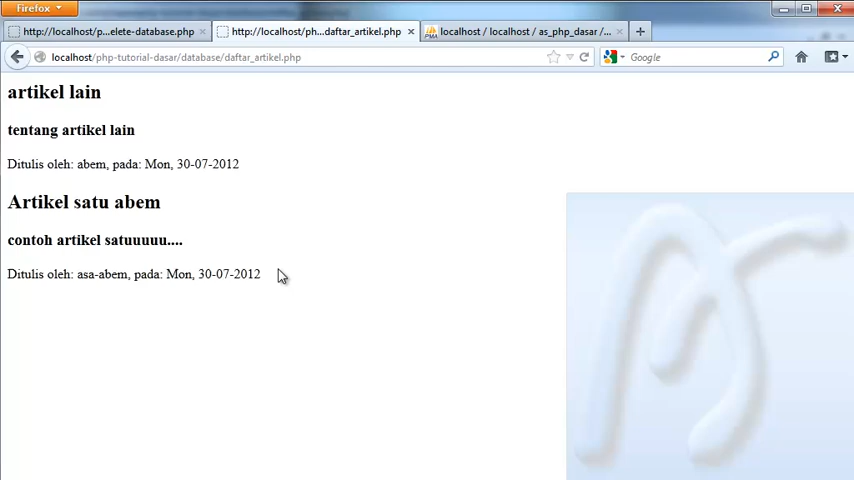 Firefox
http://localhost/p...elete-database.php
http://localhost/ph...daftar_artikel.php
localhost / localhost / as_php_dasar /...
localhost/php-tutorial-dasar/database/daftar_artikel.php
Google
artikel lain
tentang artikel lain
Ditulis oleh: abem, pada: Mon, 30-07-2012
Artikel satu abem
contoh artikel satuuuuu....
Ditulis oleh: asa-abem, pada: Mon, 30-07-2012